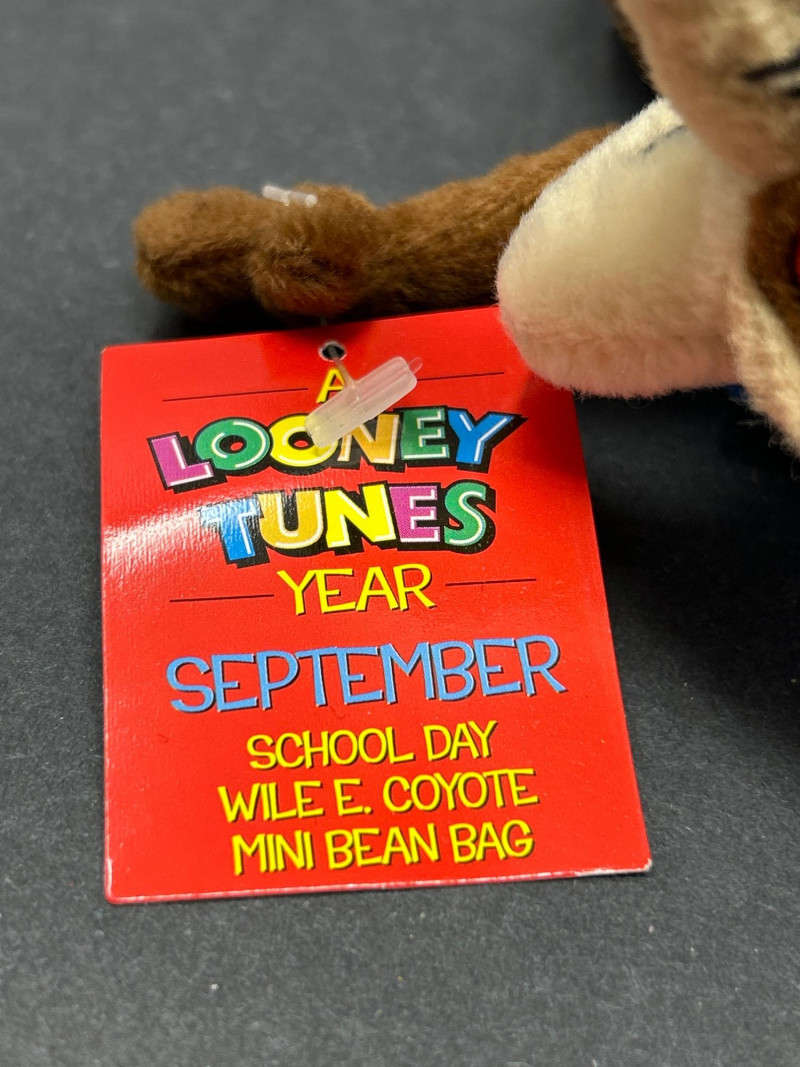 A
LOONEY
TUNES
YEAR
SEPTEMBER
SCHOOL DAY
WILE E. COYOTE
MINI BEAN BAG